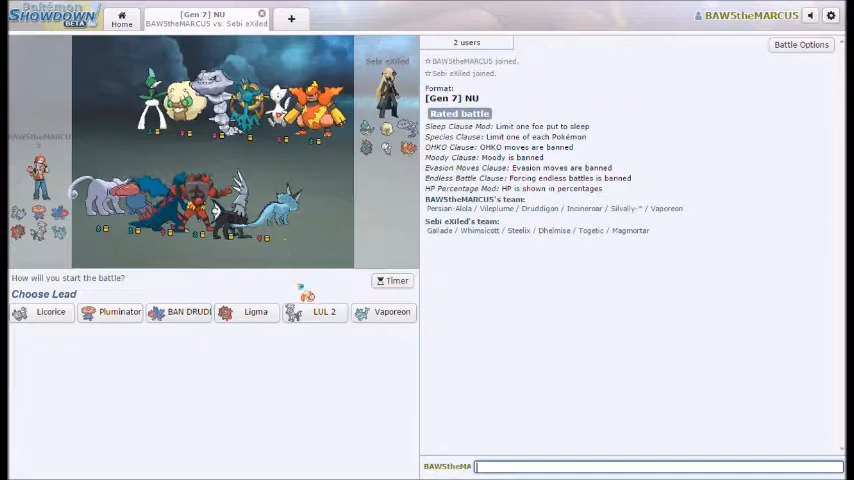 Pokémon
SHOWDOWN
BETA
Home
[Gen 7] NU
BAW5theMARCUS vs. Sebi eXiled
BAW5theMARCUS
2 users
Battle Options
☆BAW5theMARCUS joined.
☆Sebi eXiled joined.
Format:
[Gen 7] NU
Rated battle
Sleep Clause Mod: Limit one foe put to sleep
Species Clause: Limit one of each Pokémon
OHKO Clause: OHKO moves are banned
Moody Clause: Moody is banned
Evasion Moves Clause: Evasion moves are banned
Endless Battle Clause: Forcing endless battles is banned
HP Percentage Mod: HP is shown in percentages
BAW5theMARCUS's team:
Persian-Alola / Vileplume / Druddigon / Incineroar / Silvally-* / Vaporeon
Sebi eXiled's team:
Gallade / Whimsicott / Steelix / Dhelmise / Togetic / Magmortar
Sebi eXiled
BAW5theMARCU
S
How will you start the battle?
Timer
Choose Lead
Licorice
Pluminator
BAN DRUDI
Ligma
LUL 2
Vaporeon
BAW5theMA